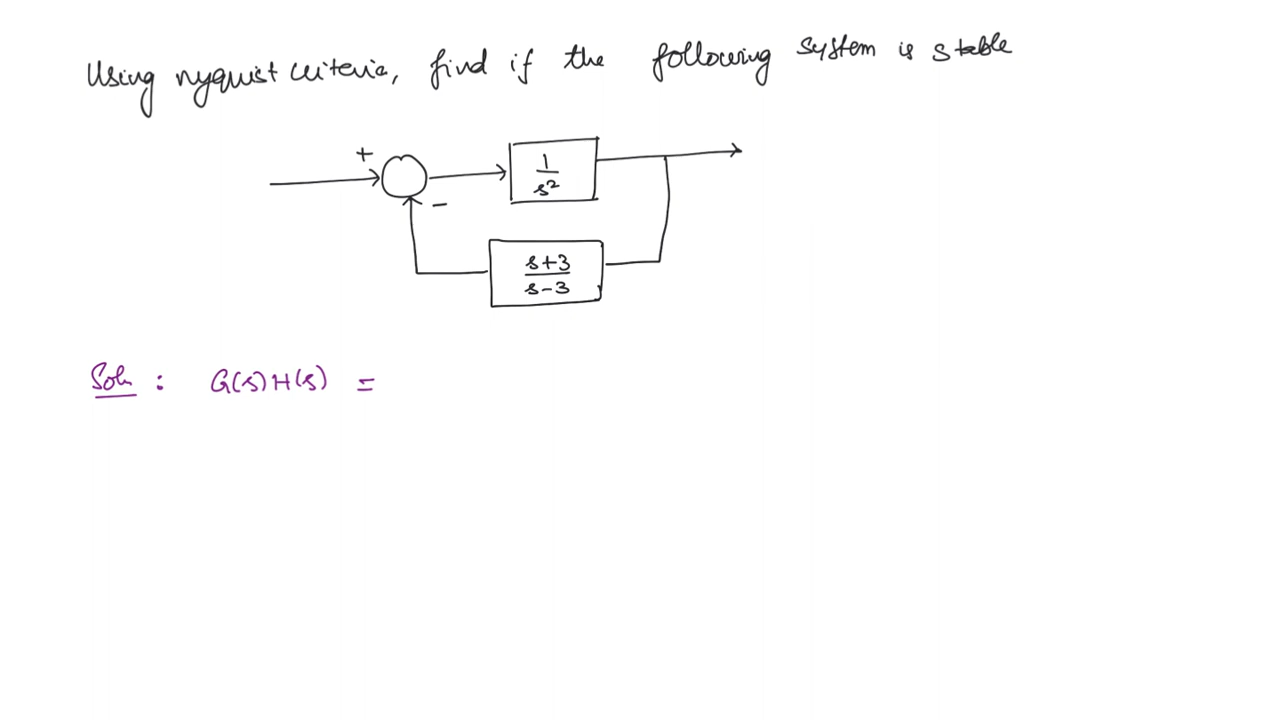 Using nyquist criteria, find if the following system is stable
+
1
s²
−
s+3
s-3
Soln : G(s)H(s) =